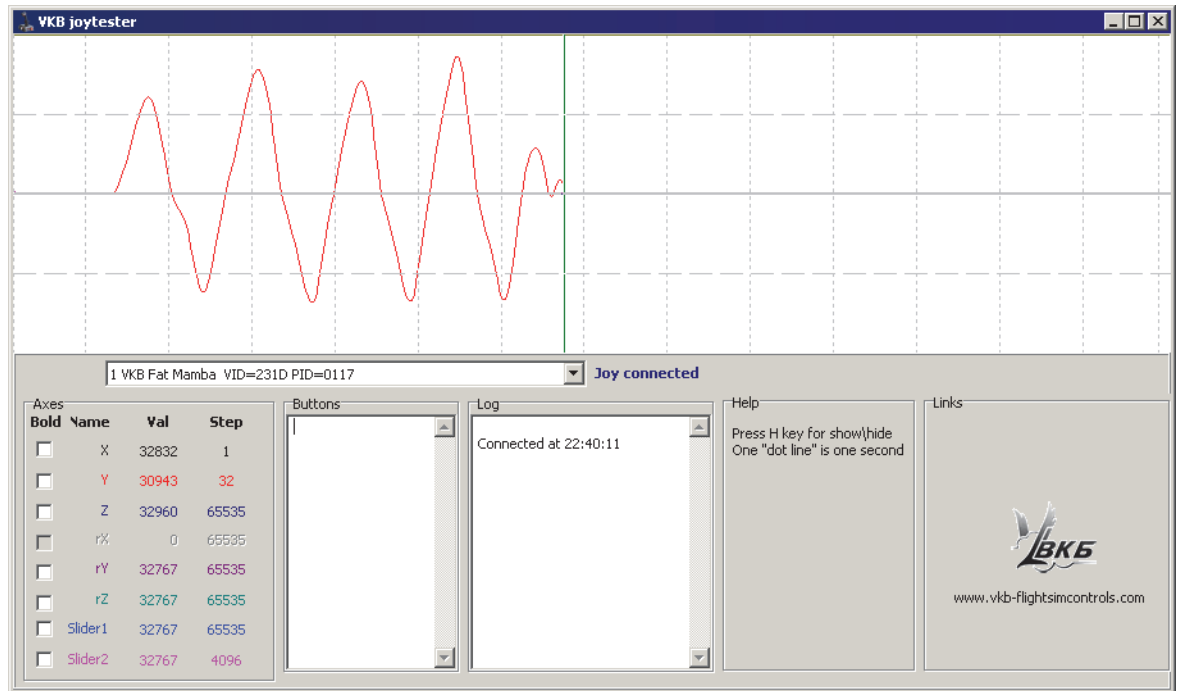 VKB joytester
1 VKB Fat Mamba VID=231D PID=0117
Joy connected
Axes
Bold Name Val Step
X 32832 1
Y 30943 32
Z 32960 65535
rX 0 65535
rY 32767 65535
rZ 32767 65535
Slider1 32767 65535
Slider2 32767 4096
Buttons
Log
Connected at 22:40:11
Help
Press H key for show\hide
One "dot line" is one second
Links
ВКБ
www.vkb-flightsimcontrols.com